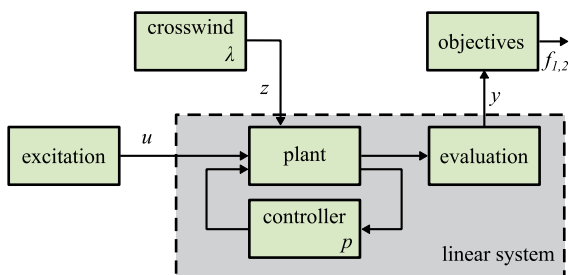 crosswind
λ
objectives
f1,2
z
y
excitation
u
plant
evaluation
controller
p
linear system